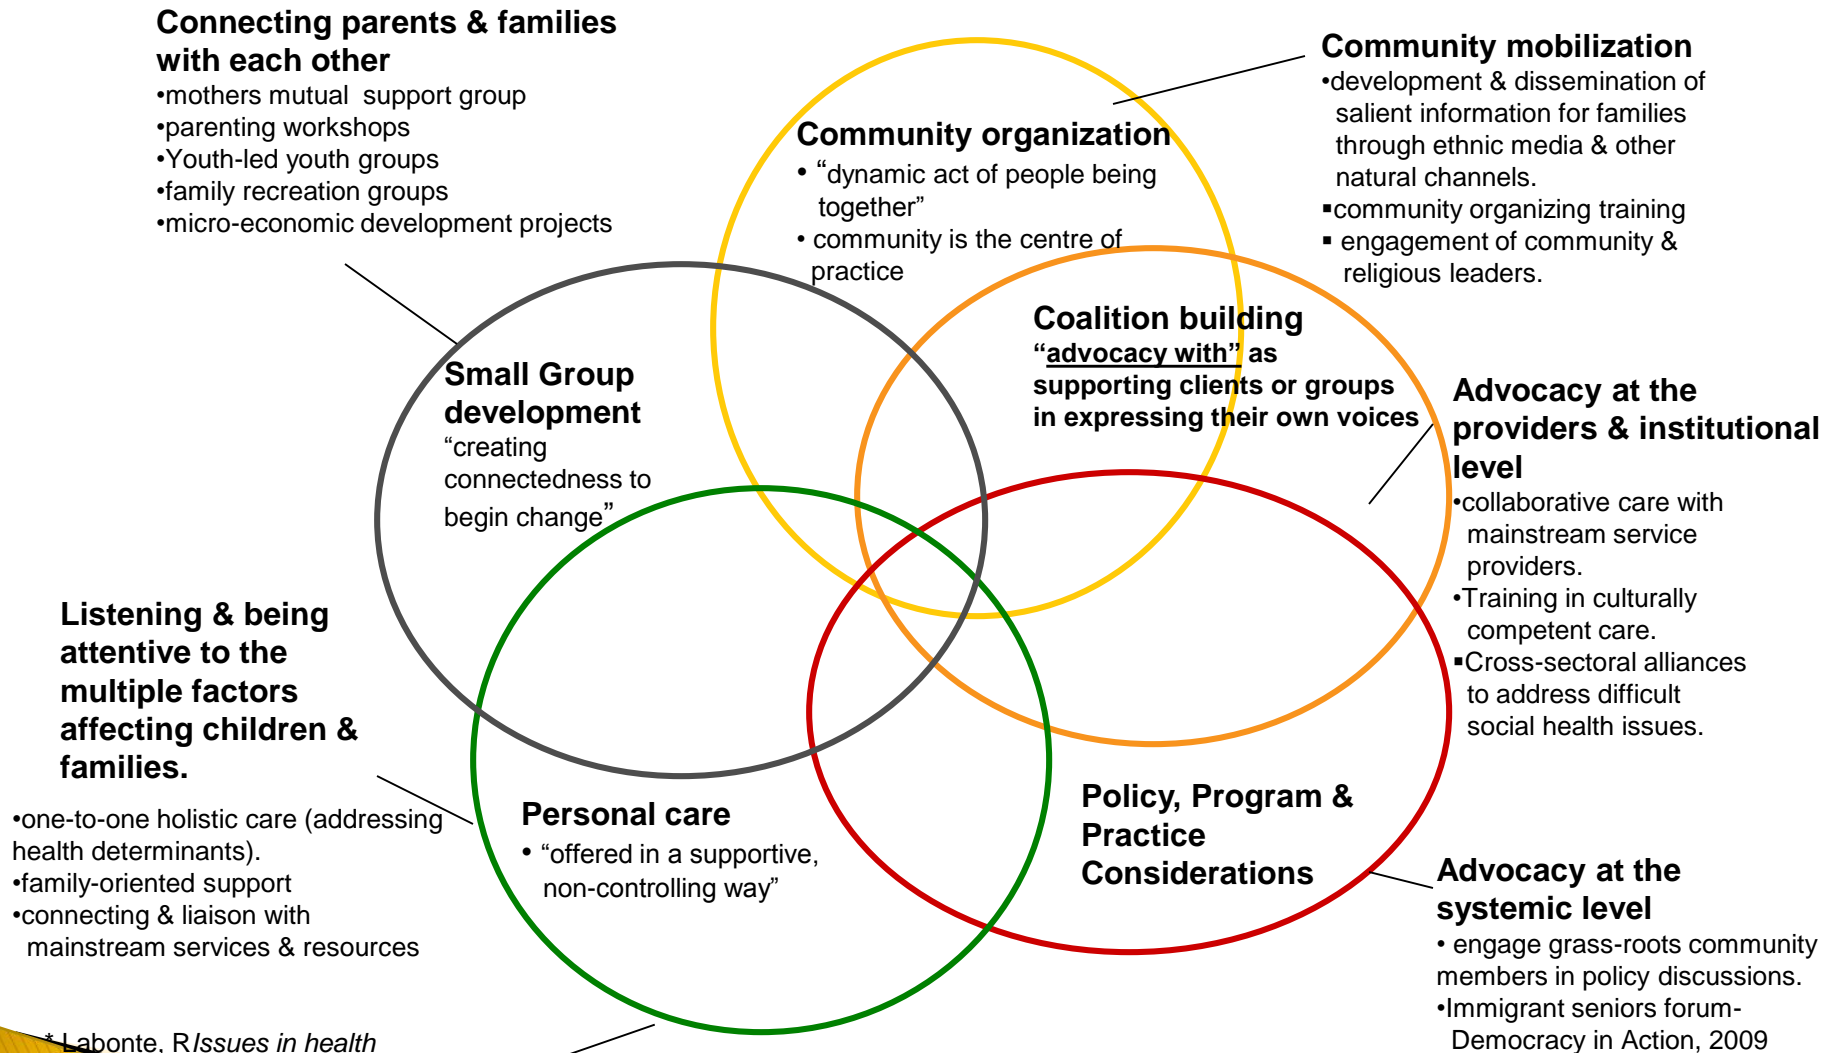 Connecting parents & families
with each other
•mothers mutual support group
•parenting workshops
•Youth-led youth groups
•family recreation groups
•micro-economic development projects
Community organization
• “dynamic act of people being
together”
• community is the centre of
practice
Community mobilization
•development & dissemination of
salient information for families
through ethnic media & other
natural channels.
▪community organizing training
▪ engagement of community &
religious leaders.
Small Group
development
“creating
connectedness to
begin change”
Coalition building
“advocacy with” as
supporting clients or groups
in expressing their own voices
Advocacy at the
providers & institutional
level
•collaborative care with
mainstream service
providers.
•Training in culturally
competent care.
▪Cross-sectoral alliances
to address difficult
social health issues.
Listening & being
attentive to the
multiple factors
affecting children &
families.
•one-to-one holistic care (addressing
health determinants).
•family-oriented support
•connecting & liaison with
mainstream services & resources
Personal care
• “offered in a supportive,
non-controlling way”
Policy, Program &
Practice
Considerations
Advocacy at the
systemic level
• engage grass-roots community
members in policy discussions.
•Immigrant seniors forum-
Democracy in Action, 2009
* Labonte, RIssues in health